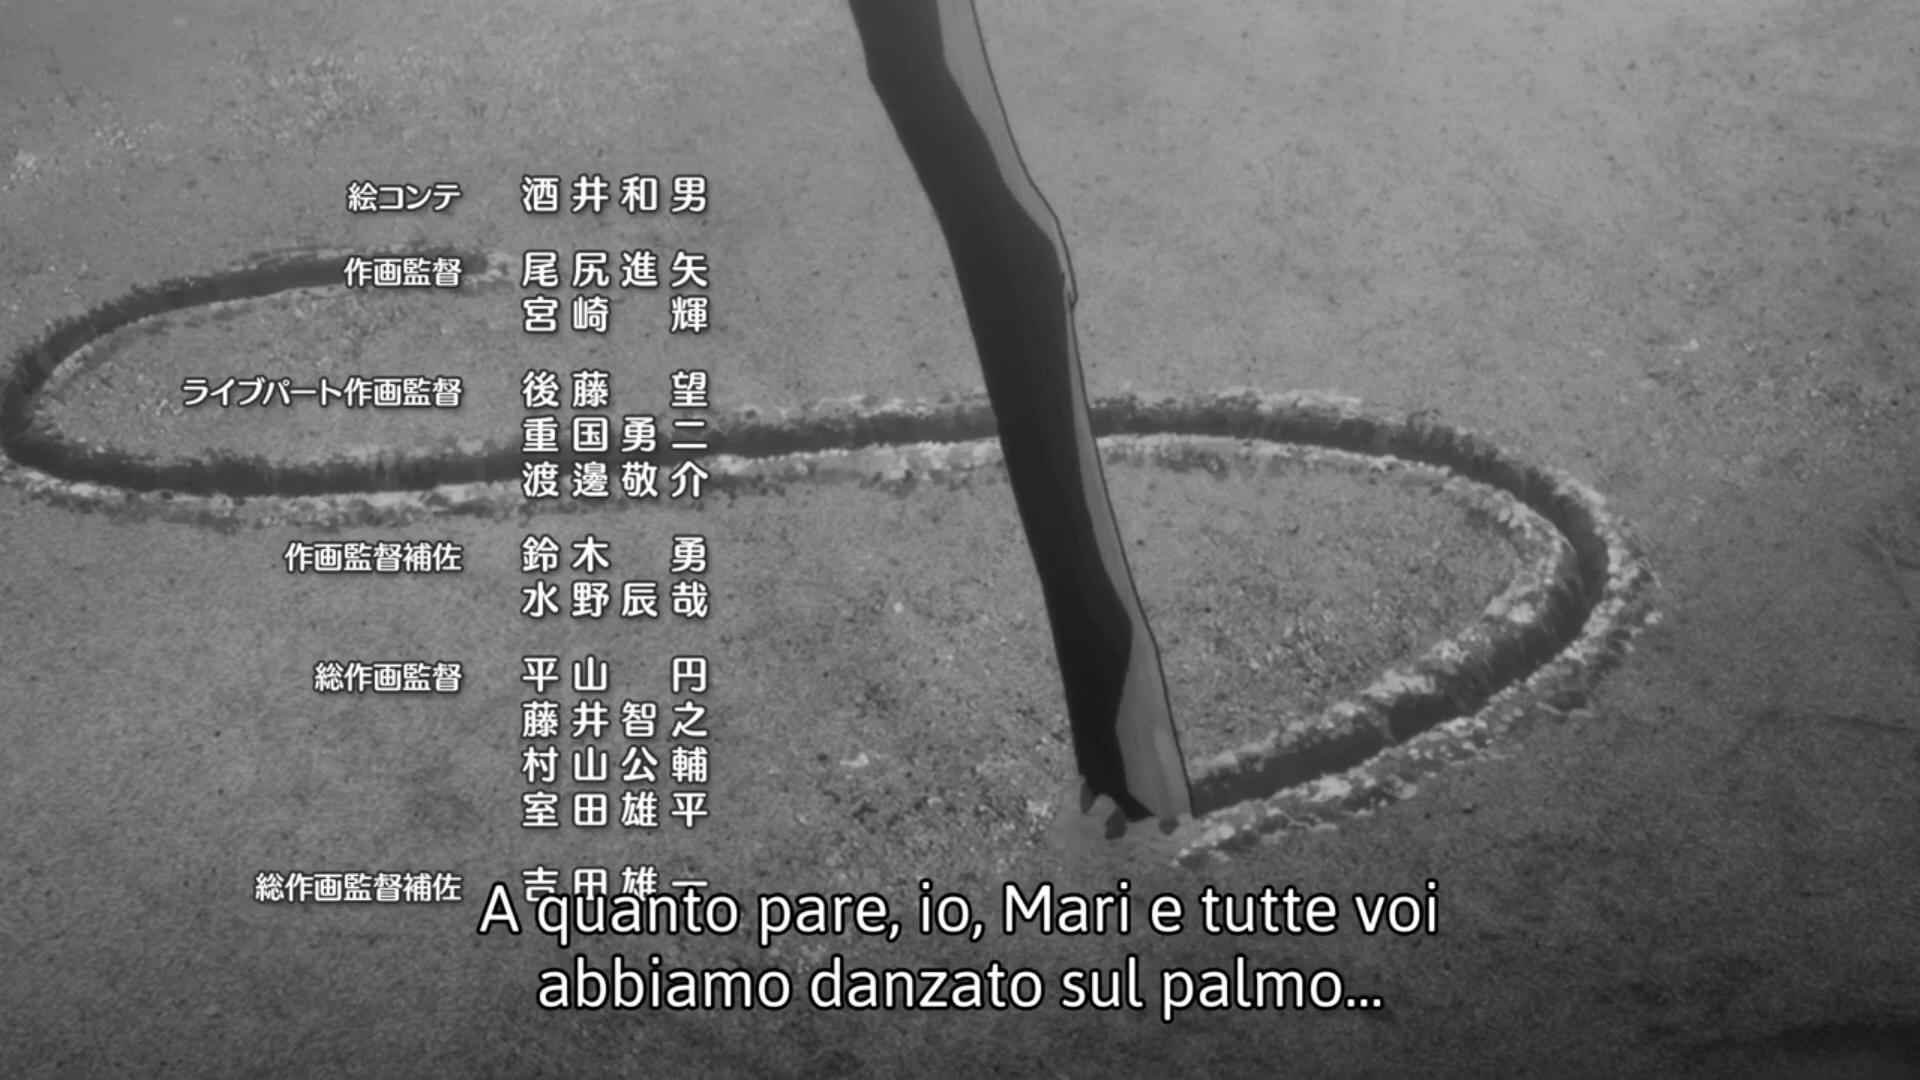 絵コンテ 酒井和男
作画監督 尾尻進矢
宮崎 輝
ライブパート作画監督 後藤 望
重国勇二
渡邊敬介
作画監督補佐 鈴木 勇
水野辰哉
総作画監督 平山 円
藤井智之
村山公輔
室田雄平
総作画監督補佐 吉田雄一
A quanto pare, io, Mari e tutte voi
abbiamo danzato sul palmo...